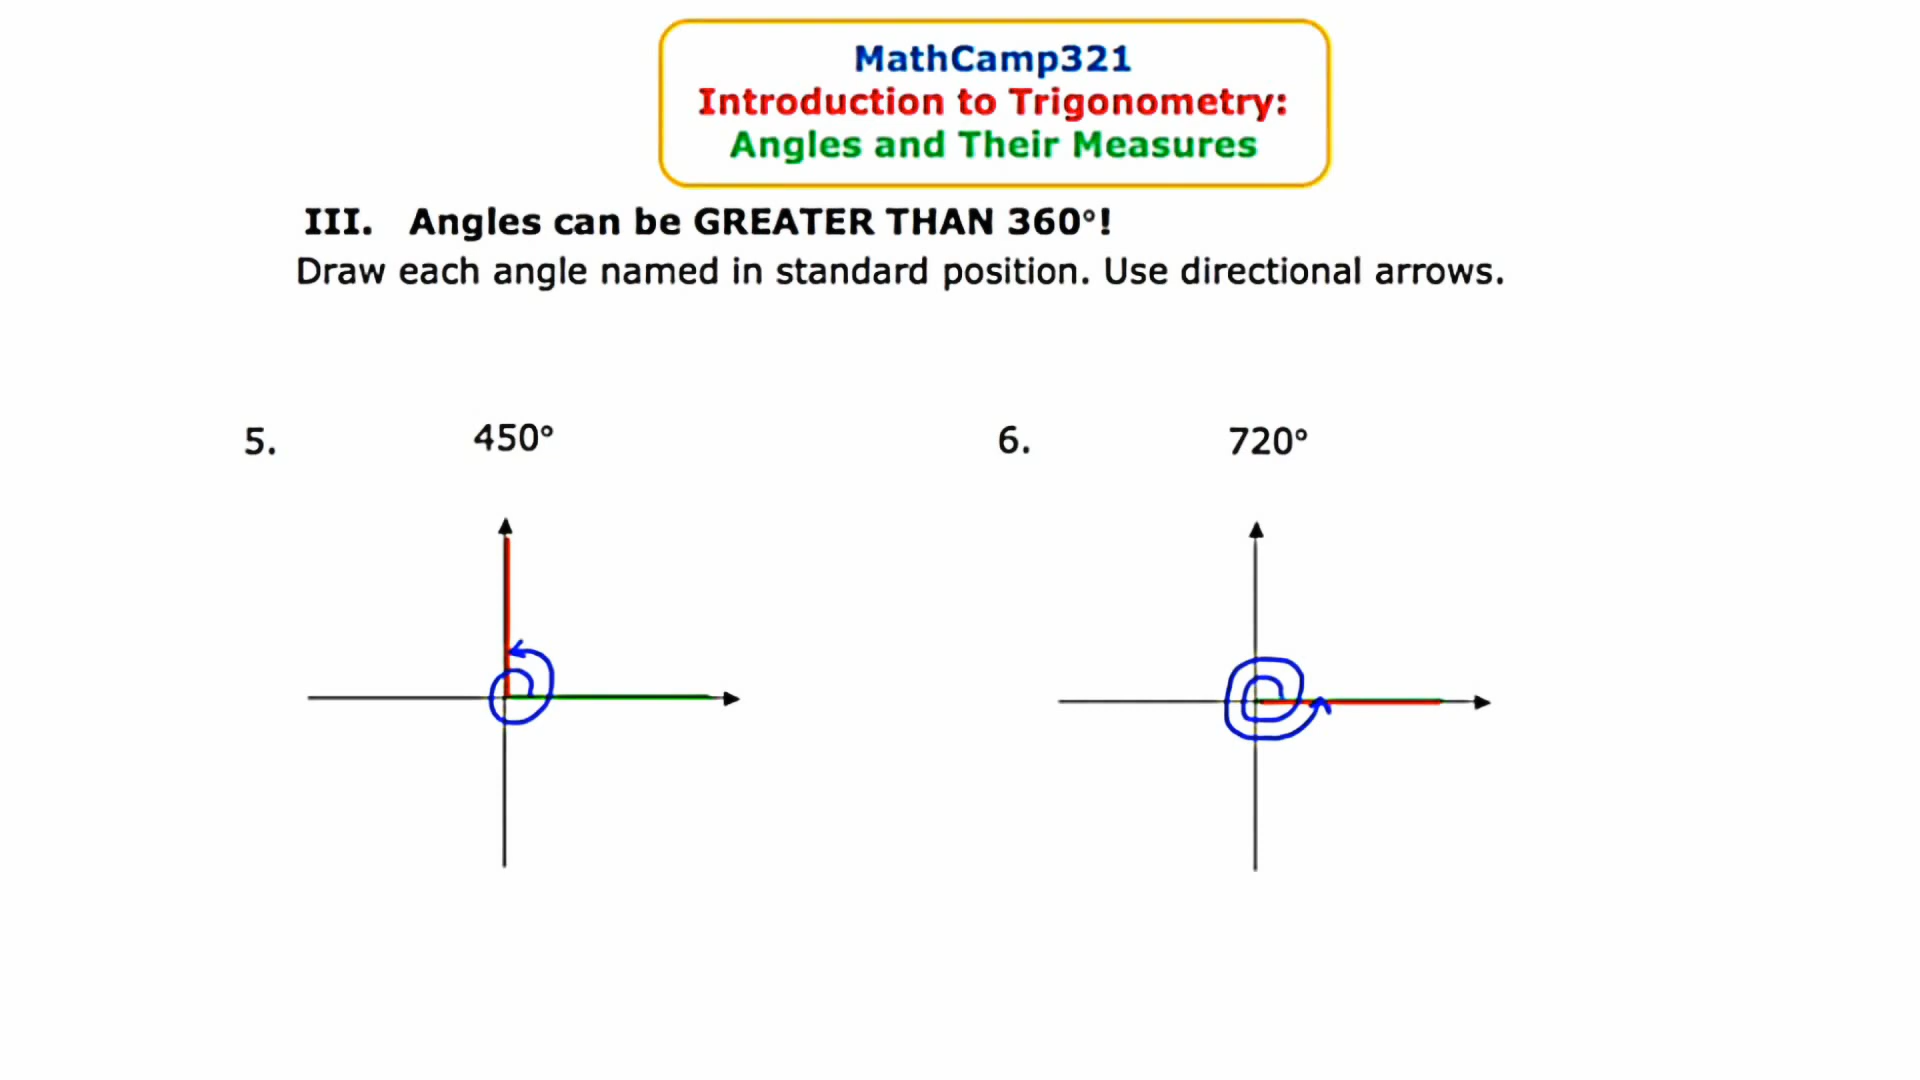 MathCamp321
Introduction to Trigonometry:
Angles and Their Measures
III. Angles can be GREATER THAN 360°!
Draw each angle named in standard position. Use directional arrows.
5. 450°
6. 720°